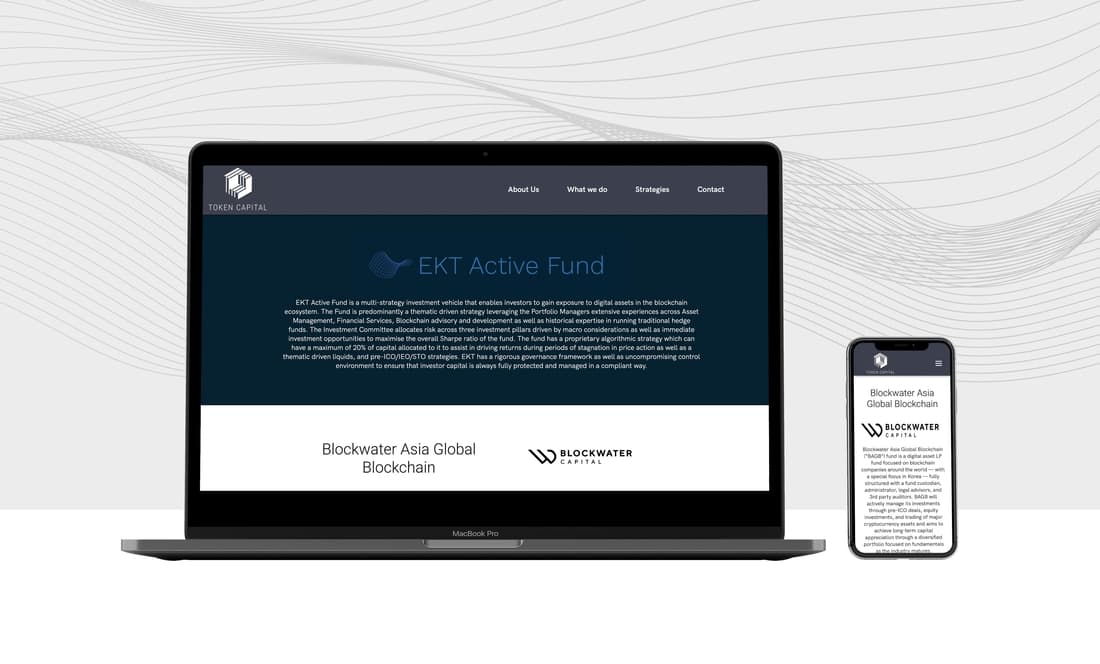 TOKEN CAPITAL
About Us
What we do
Strategies
Contact
EKT Active Fund
EKT Active Fund is a multi-strategy investment vehicle that enables investors to gain exposure to digital assets in the blockchain
ecosystem. The Fund is predominantly a thematic driven strategy leveraging the Portfolio Managers extensive experiences across Asset
Management, Financial Services, Blockchain advisory and development as well as historical expertise in running traditional hedge
funds. The Investment Committee allocates risk across three investment pillars driven by macro considerations as well as immediate
investment opportunities to maximise the overall Sharpe ratio of the fund. The fund has a proprietary algorithmic strategy which can
have a maximum of 20% of capital allocated to it to assist in driving returns during periods of stagnation in price action as well as a
thematic driven liquids, and pre-ICO/IEO/STO strategies. EKT has a rigorous governance framework as well as uncompromising control
environment to ensure that investor capital is always fully protected and managed in a compliant way.
Blockwater Asia Global
Blockchain
BLOCKWATER
CAPITAL
MacBook Pro
TOKEN CAPITAL
Blockwater Asia
Global Blockchain
BLOCKWATER
CAPITAL
Blockwater Asia Global Blockchain
("BAGB") fund is a digital asset LP
fund focused on blockchain
companies around the world — with
a special focus in Korea — fully
structured with a fund custodian,
administrator, legal advisors, and
3rd party auditors. BAGB will
actively manage its investments
through pre-ICO deals, equity
investments, and trading of major
cryptocurrency assets and aims to
achieve long-term capital
appreciation through a diversified
portfolio focused on fundamentals
as the industry matures.